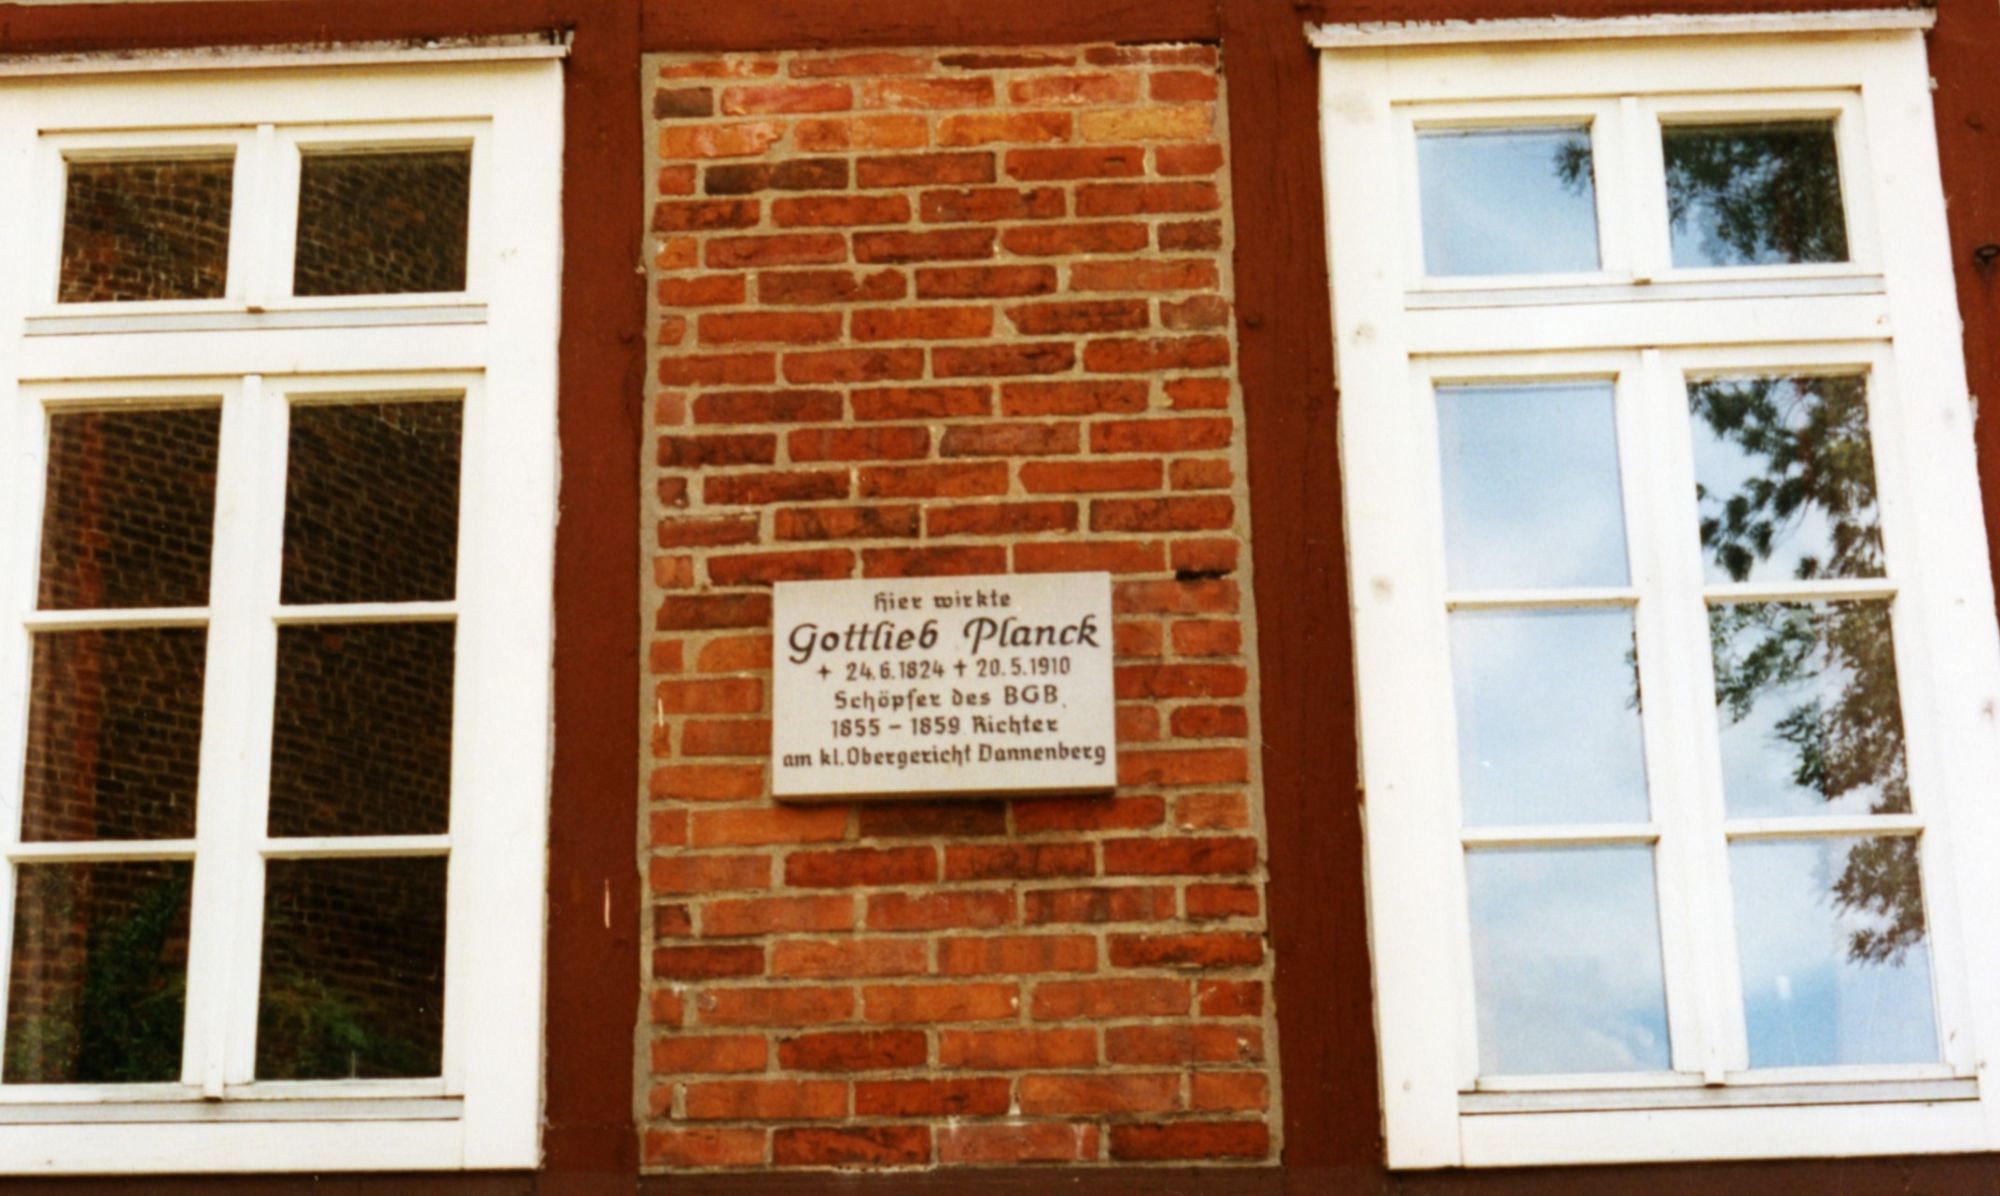 Hier wirkte
Gottlieb Planck
+ 24.6.1824 † 20.5.1910
Schöpfer des BGB.
1855 – 1859 Richter
am kl. Obergericht Dannenberg